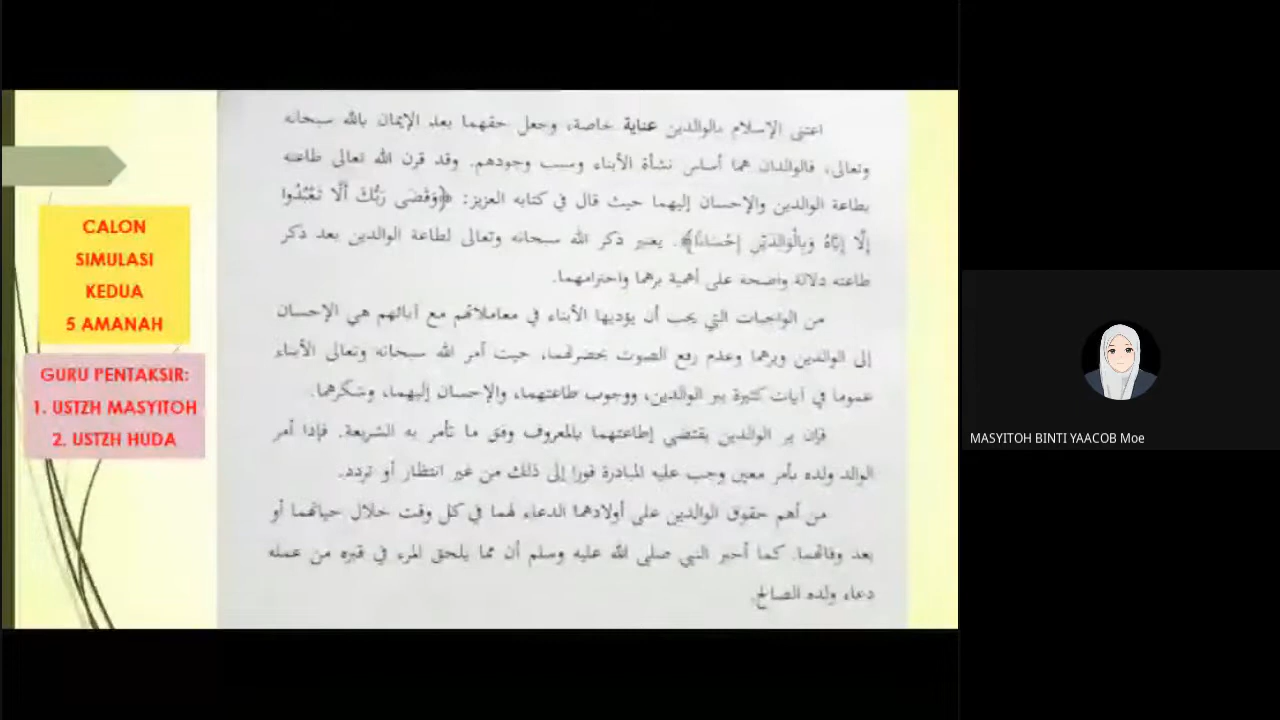 CALON
SIMULASI
KEDUA
5 AMANAH
GURU PENTAKSIR:
1. USTZH MASYITOH
2. USTZH HUDA
اعتنى الإسلام بالوالدين عناية خاصة، وجعل حقهما بعد الإيمان بالله سبحانه
وتعالى، فالوالدان هما أساس نشأة الأبناء وسبب وجودهم. وقد قرن الله تعالى طاعته
بطاعة الوالدين والإحسان إليهما حيث قال في كتابه العزيز: ﴿وَقَضَى رَبُّكَ أَلَّا تَعْبُدُوا
إِلَّا إِيَّاهُ وَبِالْوَالِدَيْنِ إِحْسَانًا﴾. يعتبر ذكر الله سبحانه وتعالى لطاعة الوالدين بعد ذكر
طاعته دلالة واضحة على أهمية برهما واحترامهما.
من الواجبات التي يجب أن يؤديها الأبناء في معاملاتهم مع آبائهم هي الإحسان
إلى الوالدين وبرهما وعدم رفع الصوت بحضرتهما، حيث أمر الله سبحانه وتعالى الأبناء
عموما في آيات كثيرة ببر الوالدين، ووجوب طاعتهما، والإحسان إليهما، وشكرهما.
فإن بر الوالدين يقتضي إطاعتهما بالمعروف وفق ما تأمر به الشريعة. فإذا أمر
الوالد ولده بأمر معين وجب عليه المبادرة فورا إلى ذلك من غير انتظار أو تردد.
من أهم حقوق الوالدين على أولادهما الدعاء لهما في كل وقت خلال حياتهما أو
بعد وفاتهما. كما أخبر النبي صلى الله عليه وسلم أن مما يلحق المرء في قبره من عمله
دعاء ولده الصالح.
MASYITOH BINTI YAACOB Moe